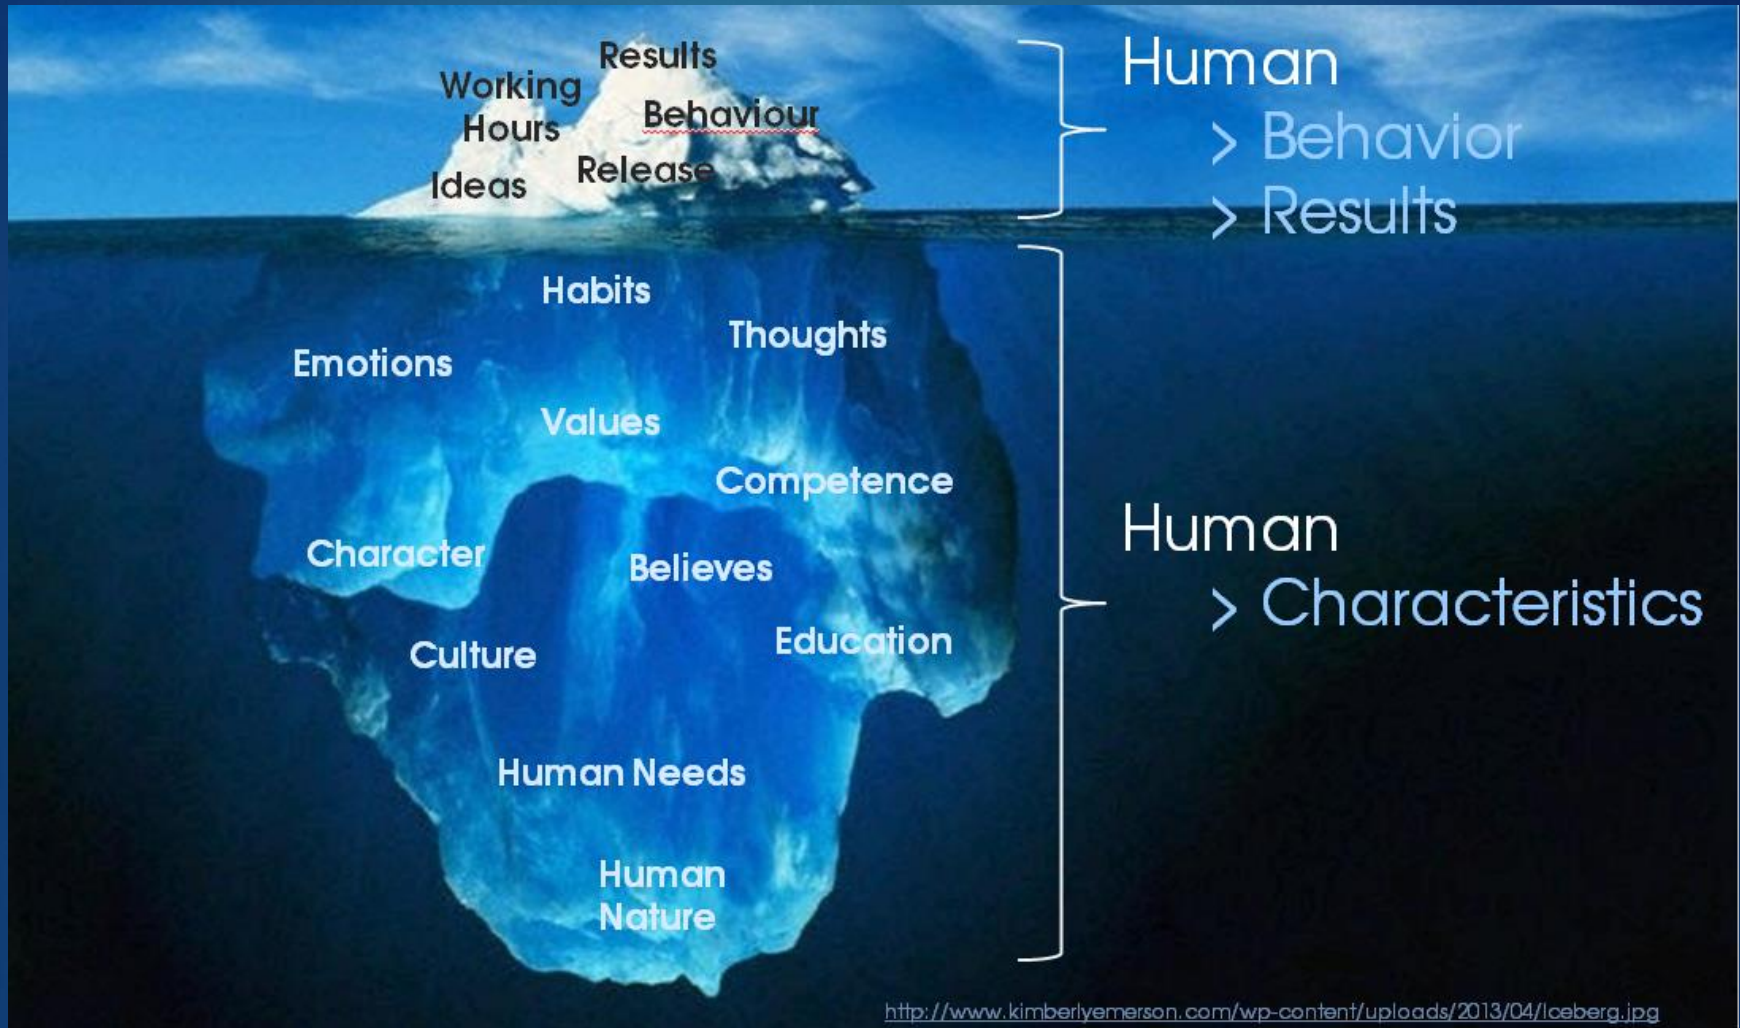 Results
Working
Hours
Behaviour
Release
Ideas
Human
> Behavior
> Results
Habits
Thoughts
Emotions
Values
Competence
Character
Believes
Education
Culture
Human Needs
Human
Nature
Human
> Characteristics
http://www.kimberlyemerson.com/wp-content/uploads/2013/04/Iceberg.jpg